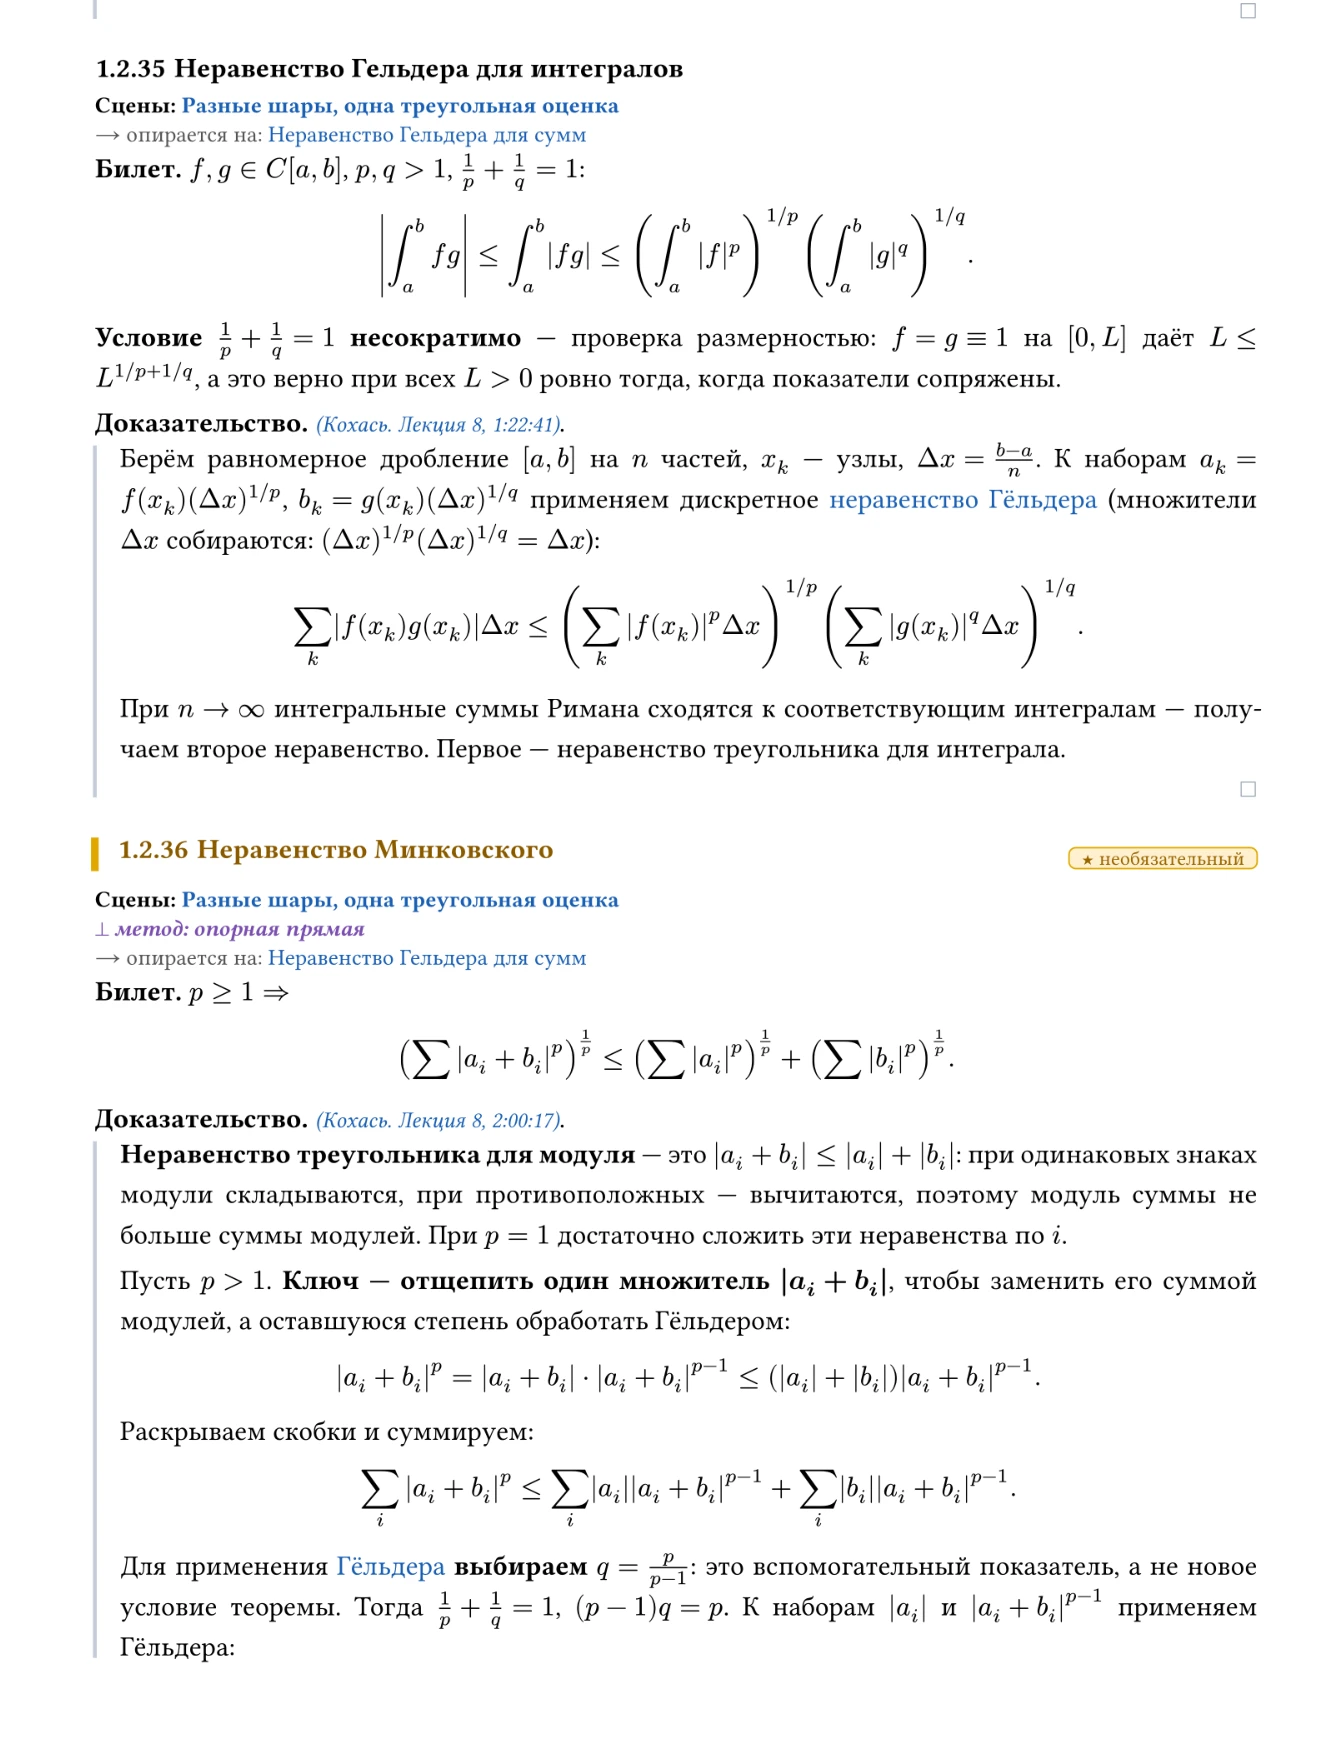 1.2.35 Неравенство Гельдера для интегралов
Сцены: Разные шары, одна треугольная оценка
→ опирается на: Неравенство Гельдера для сумм
Билет. f, g ∈ C[a, b], p, q > 1, 1/p + 1/q = 1:
|∫_a^b fg| ≤ ∫_a^b |fg| ≤ (∫_a^b |f|^p)^{1/p} (∫_a^b |g|^q)^{1/q}.
Условие 1/p + 1/q = 1 несократимо — проверка размерностью: f = g ≡ 1 на [0, L] даёт L ≤
L^{1/p+1/q}, а это верно при всех L > 0 ровно тогда, когда показатели сопряжены.
Доказательство. (Кохась. Лекция 8, 1:22:41).
Берём равномерное дробление [a, b] на n частей, x_k — узлы, Δx = (b−a)/n. К наборам a_k =
f(x_k)(Δx)^{1/p}, b_k = g(x_k)(Δx)^{1/q} применяем дискретное неравенство Гёльдера (множители
Δx собираются: (Δx)^{1/p}(Δx)^{1/q} = Δx):
∑_k |f(x_k)g(x_k)|Δx ≤ (∑_k |f(x_k)|^p Δx)^{1/p} (∑_k |g(x_k)|^q Δx)^{1/q}.
При n → ∞ интегральные суммы Римана сходятся к соответствующим интегралам — полу-
чаем второе неравенство. Первое — неравенство треугольника для интеграла.
□
1.2.36 Неравенство Минковского
★ необязательный
Сцены: Разные шары, одна треугольная оценка
⊥ метод: опорная прямая
→ опирается на: Неравенство Гельдера для сумм
Билет. p ≥ 1 ⇒
(∑ |a_i + b_i|^p)^{1/p} ≤ (∑ |a_i|^p)^{1/p} + (∑ |b_i|^p)^{1/p}.
Доказательство. (Кохась. Лекция 8, 2:00:17).
Неравенство треугольника для модуля — это |a_i + b_i| ≤ |a_i| + |b_i|: при одинаковых знаках
модули складываются, при противоположных — вычитаются, поэтому модуль суммы не
больше суммы модулей. При p = 1 достаточно сложить эти неравенства по i.
Пусть p > 1. Ключ — отщепить один множитель |a_i + b_i|, чтобы заменить его суммой
модулей, а оставшуюся степень обработать Гёльдером:
|a_i + b_i|^p = |a_i + b_i| · |a_i + b_i|^{p−1} ≤ (|a_i| + |b_i|)|a_i + b_i|^{p−1}.
Раскрываем скобки и суммируем:
∑_i |a_i + b_i|^p ≤ ∑_i |a_i||a_i + b_i|^{p−1} + ∑_i |b_i||a_i + b_i|^{p−1}.
Для применения Гёльдера выбираем q = p/(p−1): это вспомогательный показатель, а не новое
условие теоремы. Тогда 1/p + 1/q = 1, (p − 1)q = p. К наборам |a_i| и |a_i + b_i|^{p−1} применяем
Гёльдера: